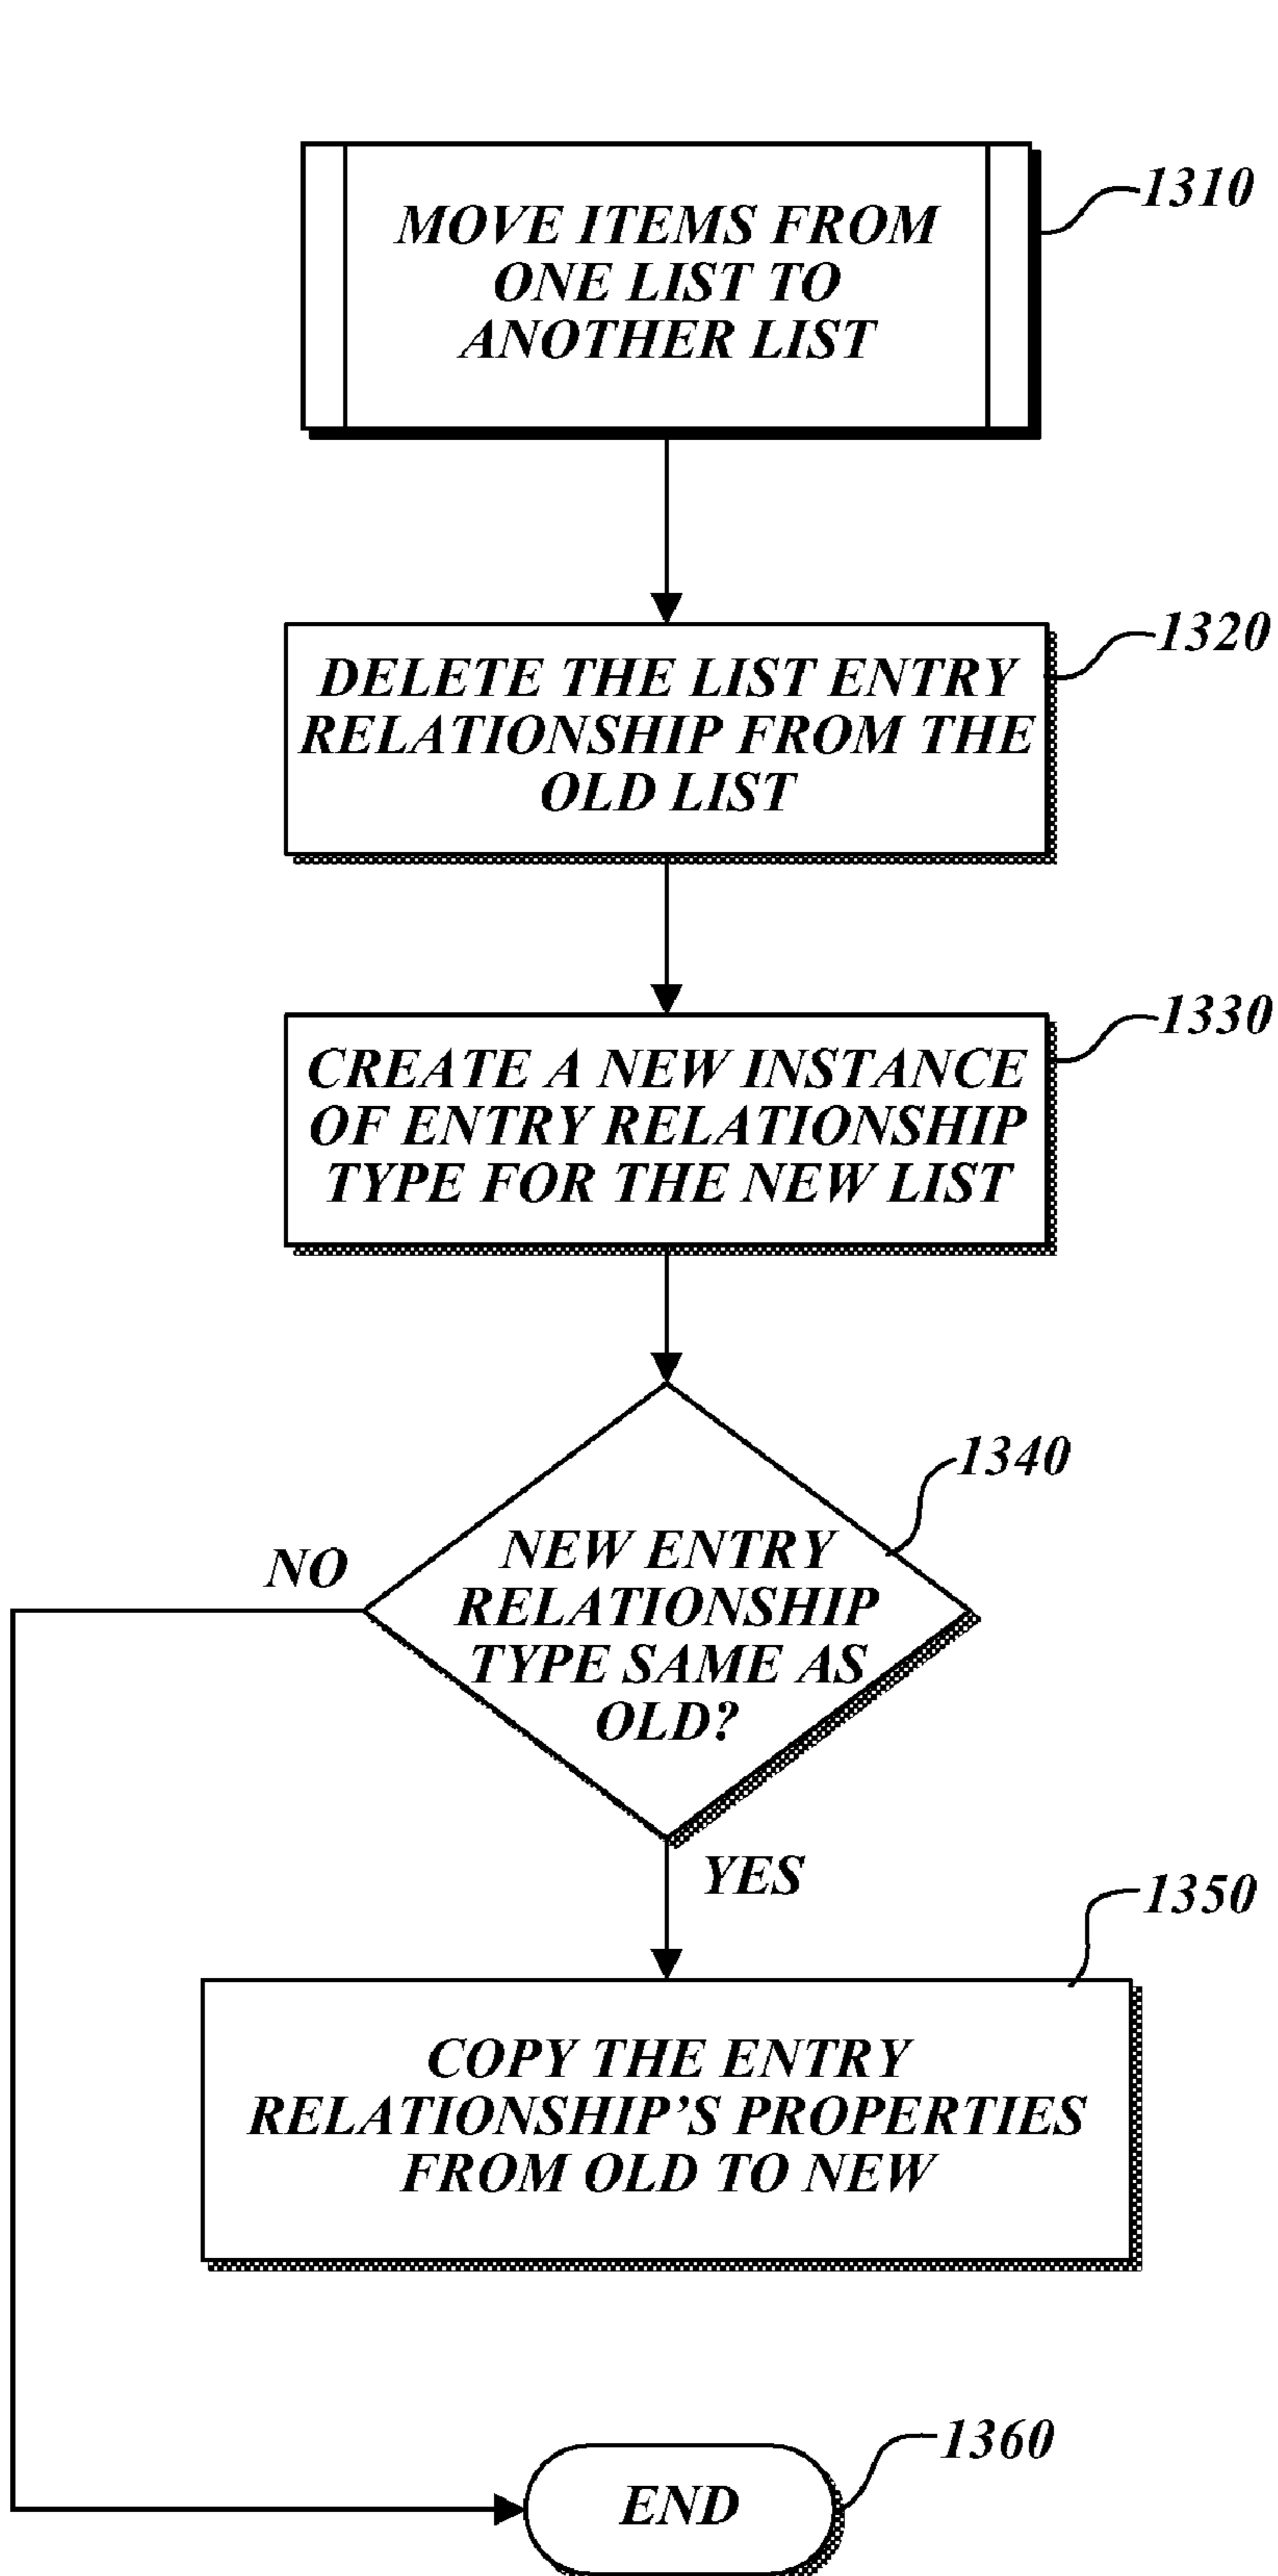 MOVE ITEMS FROM
ONE LIST TO
ANOTHER LIST
1310
DELETE THE LIST ENTRY
RELATIONSHIP FROM THE
OLD LIST
1320
CREATE A NEW INSTANCE
OF ENTRY RELATIONSHIP
TYPE FOR THE NEW LIST
1330
NEW ENTRY
RELATIONSHIP
TYPE SAME AS
OLD?
1340
NO
YES
COPY THE ENTRY
RELATIONSHIP'S PROPERTIES
FROM OLD TO NEW
1350
END
1360